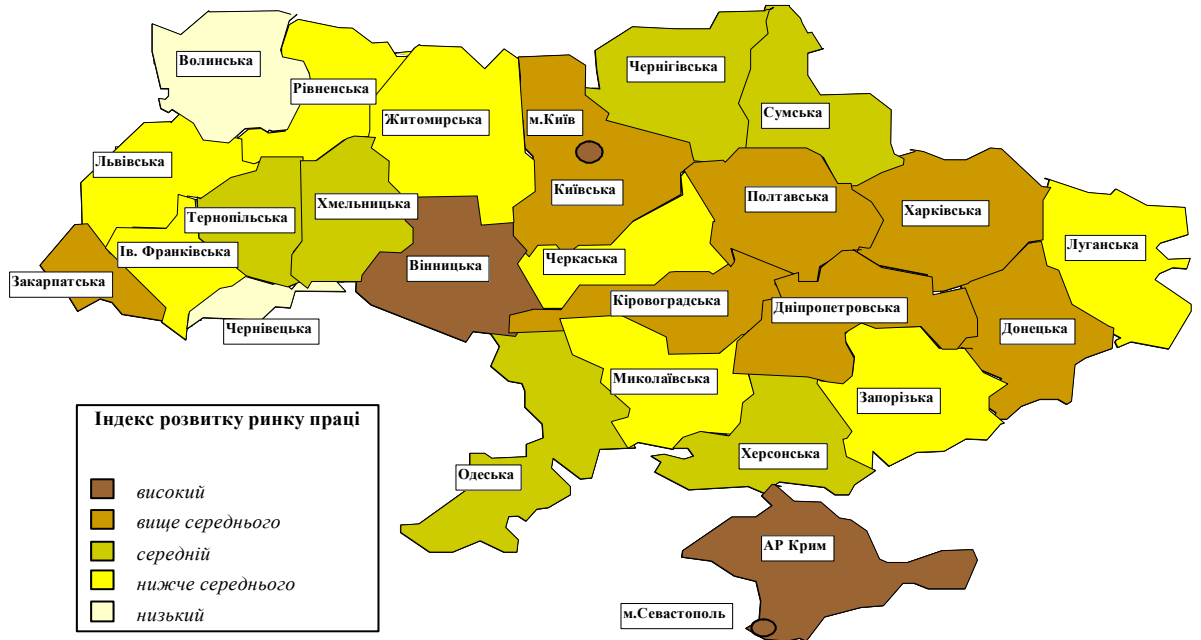 Волинська
Рівненська
Житомирська
м.Київ
Чернігівська
Сумська
Львівська
Тернопільська
Хмельницька
Київська
Полтавська
Харківська
Луганська
Закарпатська
Ів. Франківська
Вінницька
Черкаська
Чернівецька
Кіровоградська
Дніпропетровська
Донецька
Миколаївська
Запорізька
Одеська
Херсонська
АР Крим
м.Севастополь
Індекс розвитку ринку праці
високий
вище середнього
середній
нижче середнього
низький